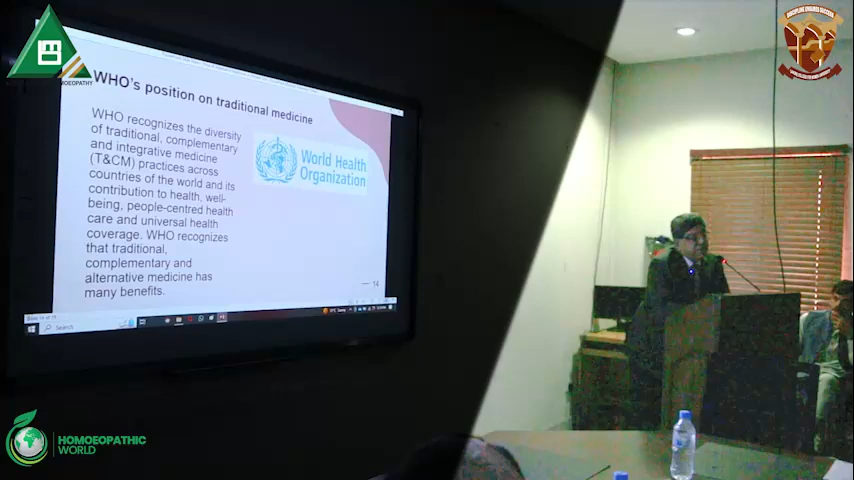 WHO's position on traditional medicine
WHO recognizes the diversity
of traditional, complementary
and integrative medicine
(T&CM) practices across
countries of the world and its
contribution to health, well-
being, people-centred health
care and universal health
coverage. WHO recognizes
that traditional,
complementary and
alternative medicine has
many benefits.
World Health
Organization
14
Search
HOMOEOPATHIC
WORLD